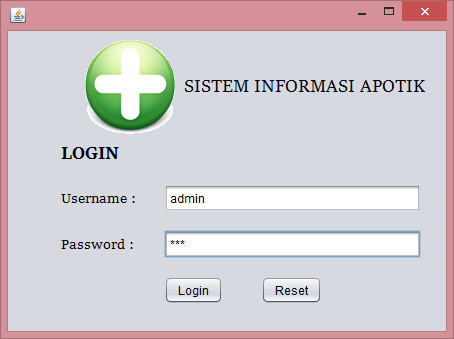 SISTEM INFORMASI APOTIK
LOGIN
Username : admin
Password : ***
Login Reset